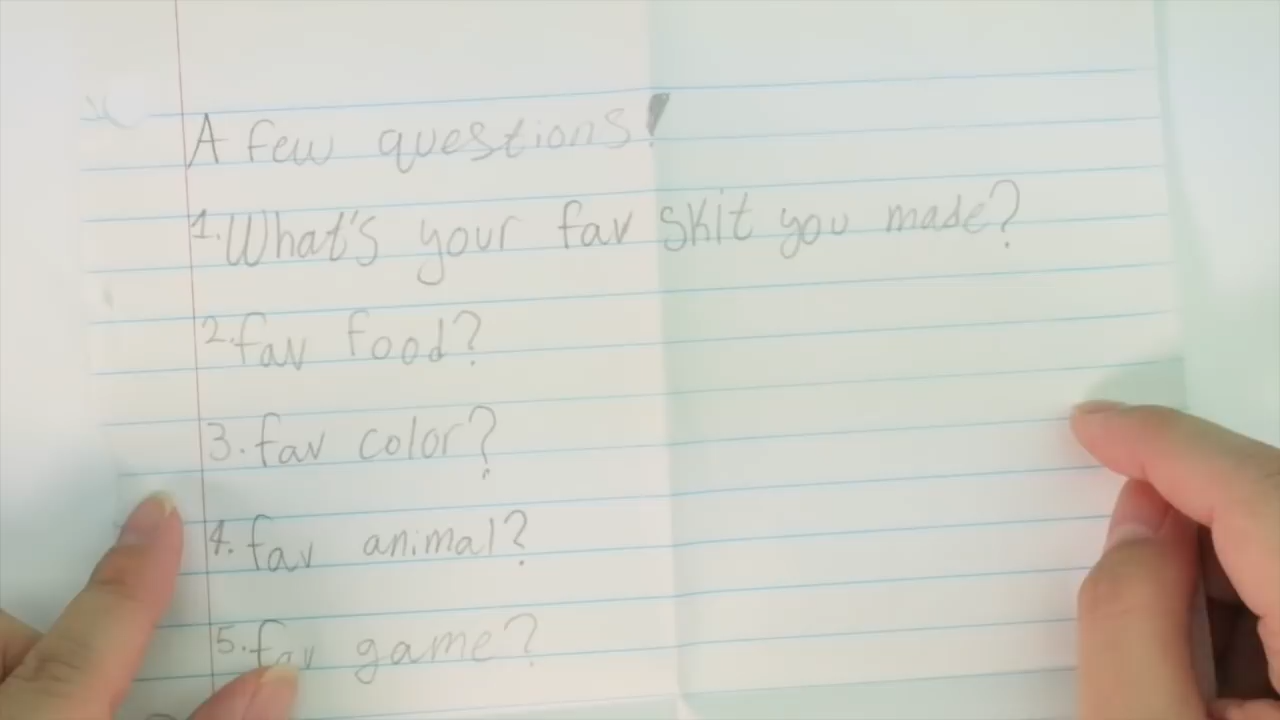 A few questions!
1. What's your fav skit you made?
2. fav food?
3. fav color?
4. fav animal?
5. fav game?